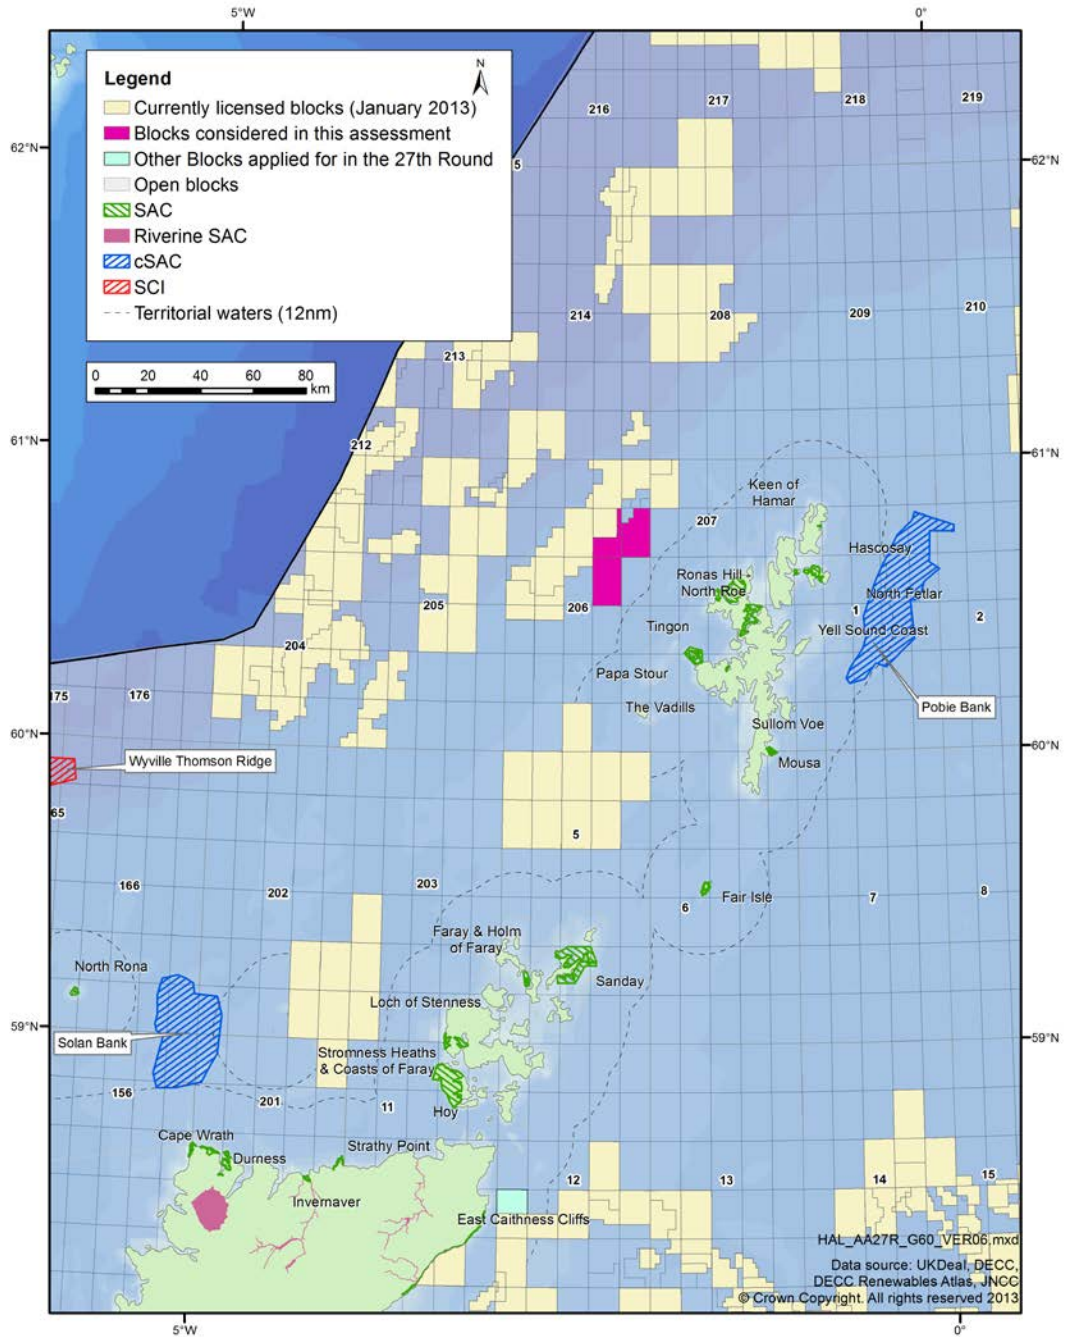 5°W
0°
Legend
N
Currently licensed blocks (January 2013)
Blocks considered in this assessment
Other Blocks applied for in the 27th Round
Open blocks
SAC
Riverine SAC
cSAC
SCI
Territorial waters (12nm)
0 20 40 60 80
km
216
217
218
219
62°N
62°N
5
214
208
209
210
213
212
61°N
61°N
Keen of
Hamar
207
Hascosay
Ronas Hill -
North Roe
North Fetlar
205
206
1
2
Tingon
Yell Sound Coast
204
Papa Stour
175
176
The Vadills
Pobie Bank
Sullom Voe
60°N
60°N
Wyville Thomson Ridge
Mousa
65
5
166
202
203
Fair Isle
6
7
8
Faray & Holm
of Faray
North Rona
Sanday
Loch of Stenness
59°N
59°N
Solan Bank
Stromness Heaths
& Coasts of Faray
156
201
11
Hoy
Cape Wrath
Strathy Point
Durness
12
13
14
15
Invernaver
East Caithness Cliffs
HAL_AA27R_G60_VER06.mxd
Data source: UKDeal, DECC,
DECC Renewables Atlas, JNCC
© Crown Copyright. All rights reserved 2013
5°W
0°